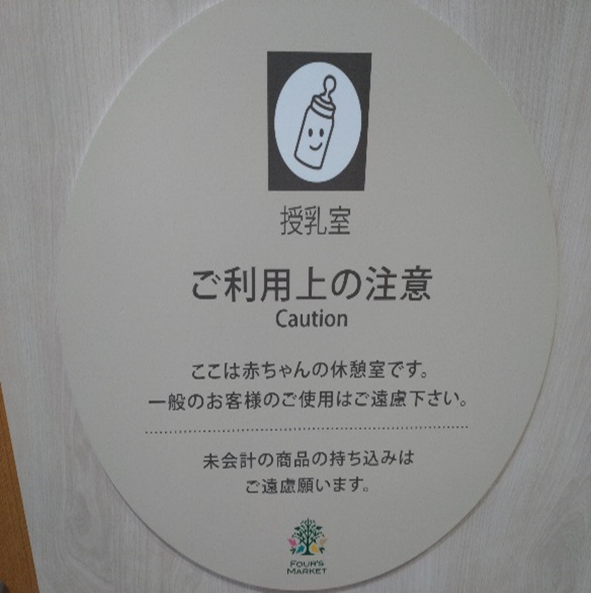 授乳室
ご利用上の注意
Caution
ここは赤ちゃんの休憩室です。
一般のお客様のご使用はご遠慮下さい。
未会計の商品の持ち込みは
ご遠慮願います。
FOUR'S
MARKET